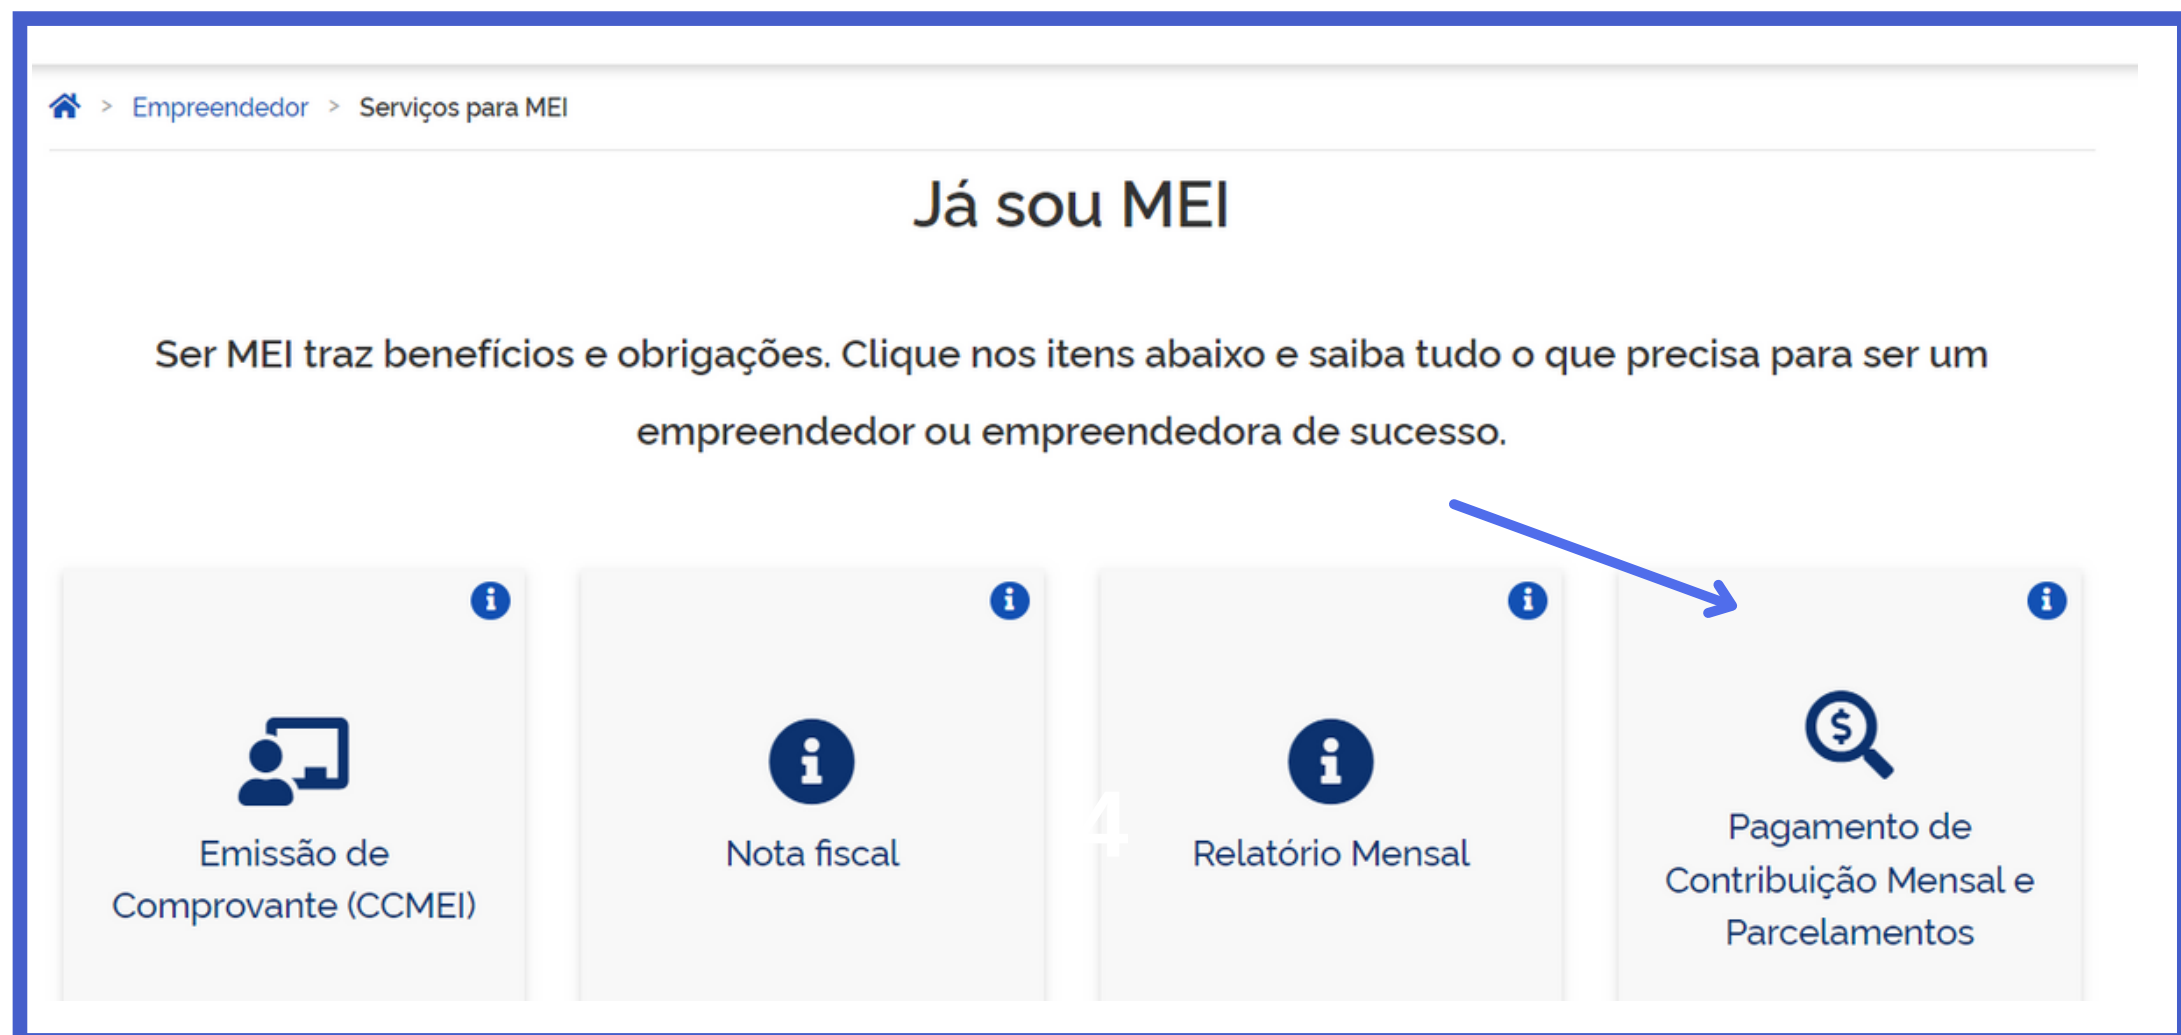 > Empreendedor > Serviços para MEI
Já sou MEI
Ser MEI traz benefícios e obrigações. Clique nos itens abaixo e saiba tudo o que precisa para ser um
empreendedor ou empreendedora de sucesso.
Emissão de
Comprovante (CCMEI)
Nota fiscal
4
Relatório Mensal
Pagamento de
Contribuição Mensal e
Parcelamentos